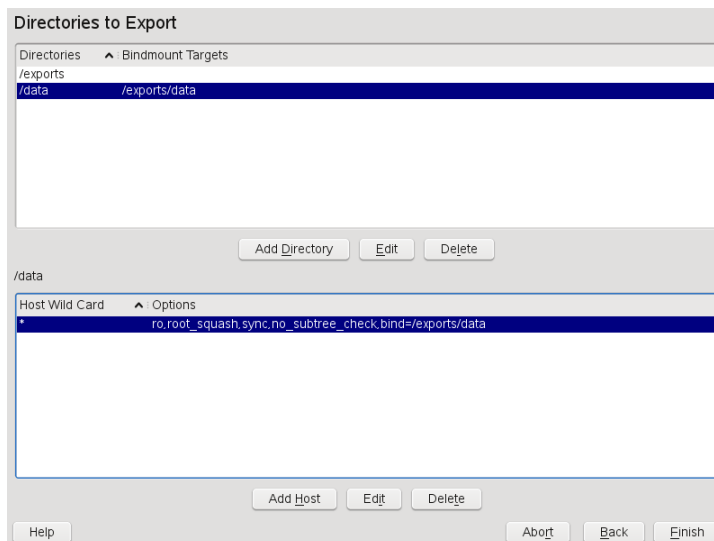 Directories to Export
Directories Bindmount Targets
/exports
/data /exports/data
Add Directory Edit Delete
/data
Host Wild Card Options
* ro,root_squash,sync,no_subtree_check,bind=/exports/data
Add Host Edit Delete
Help Abort Back Finish